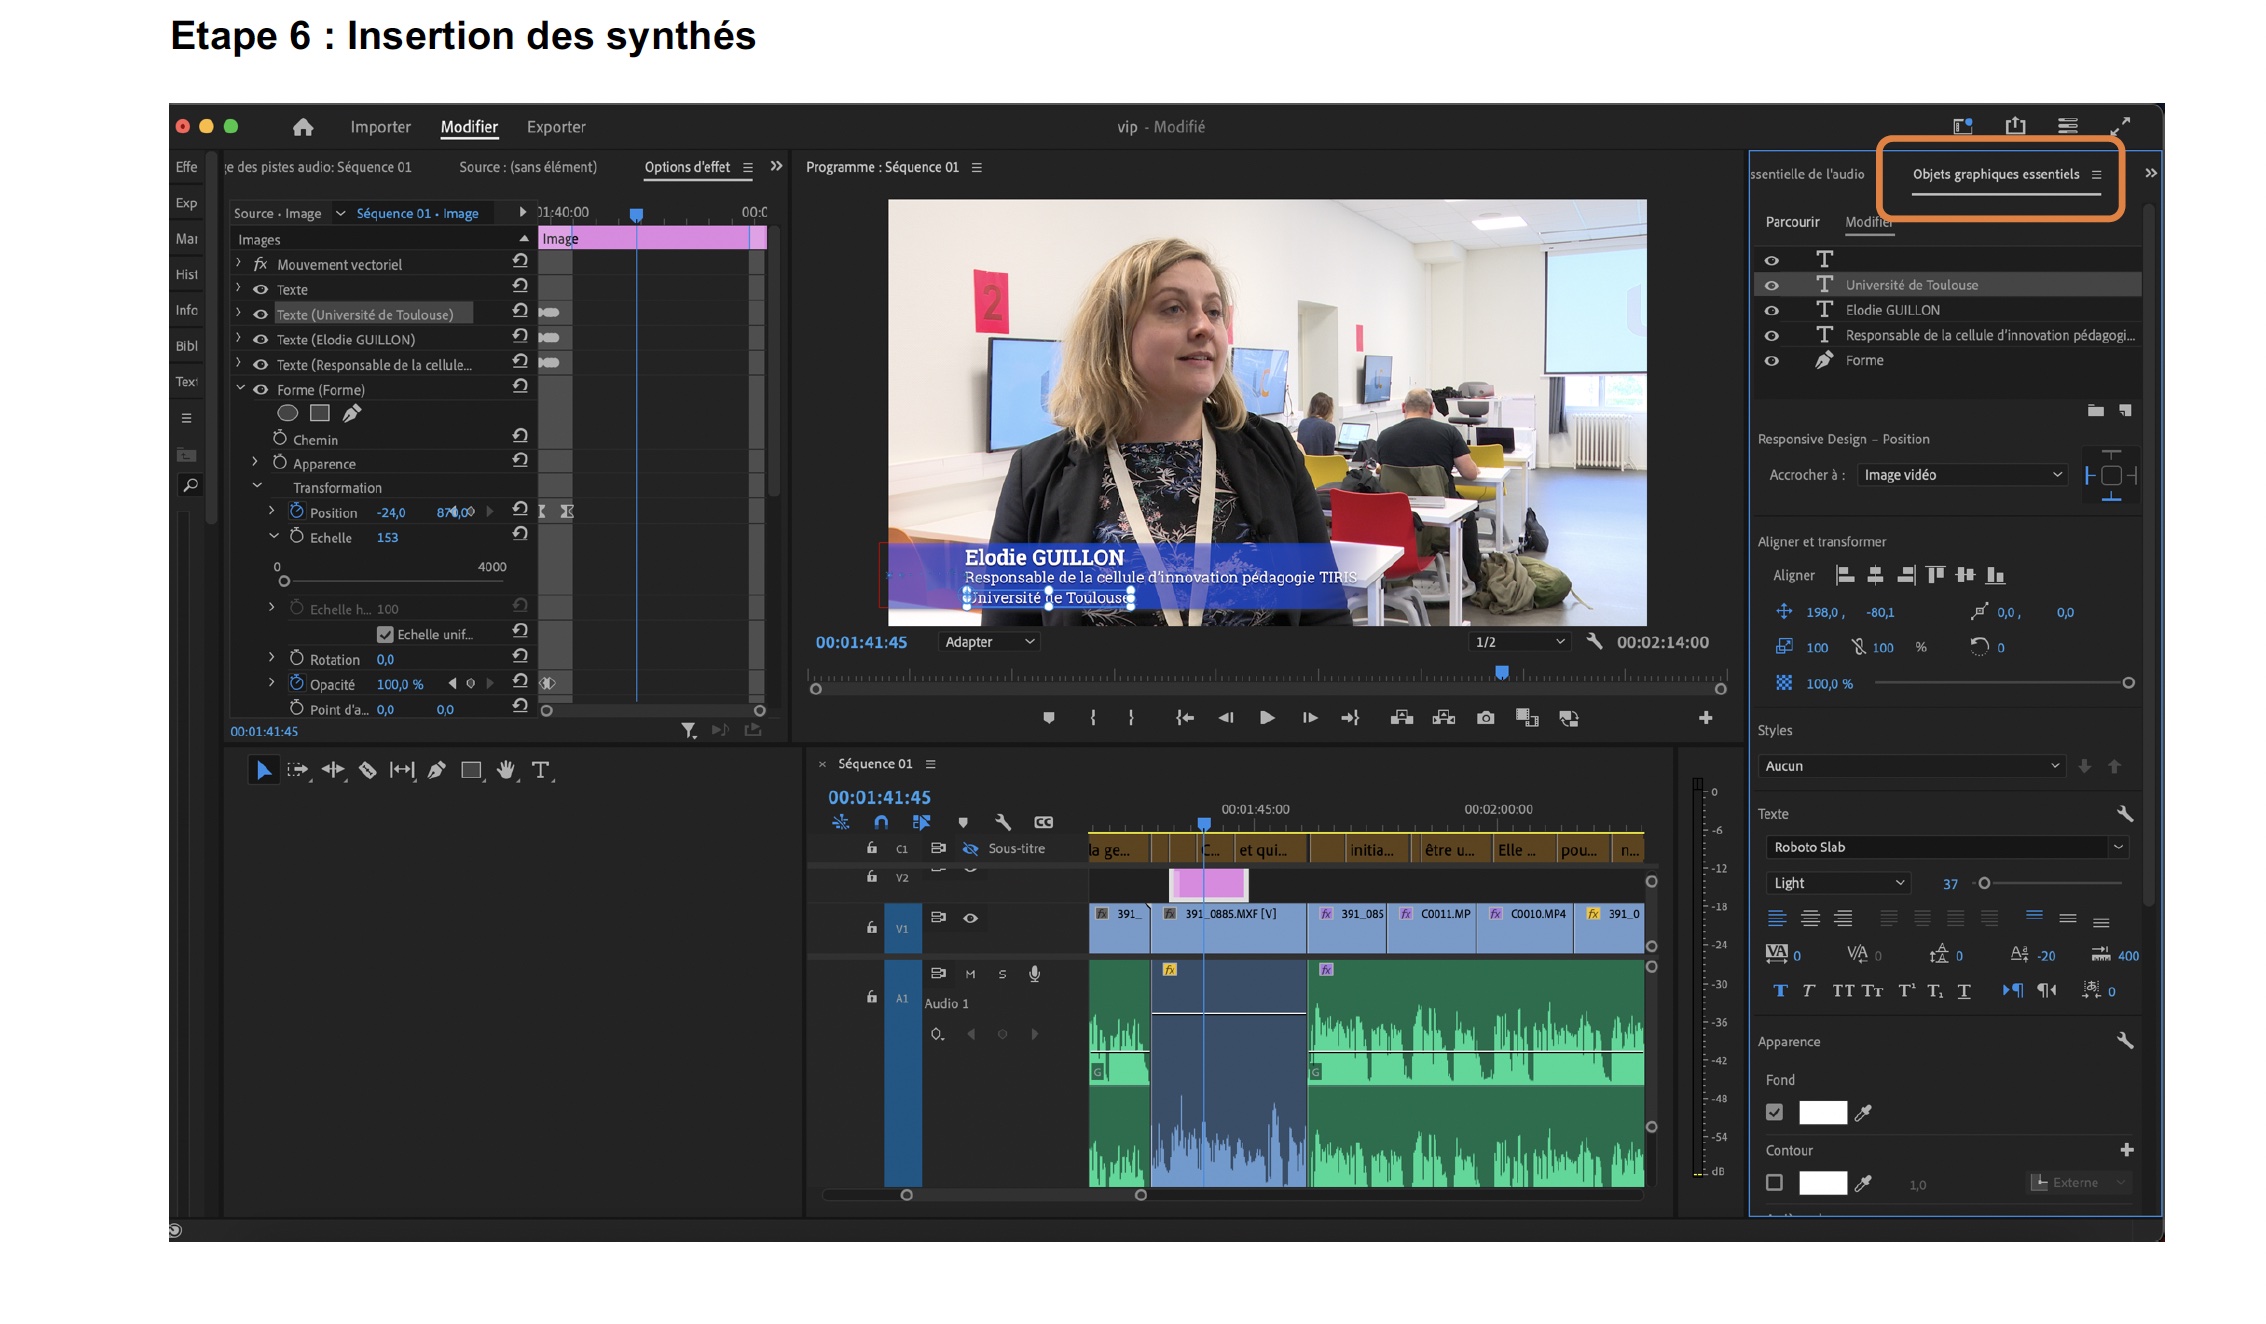 Etape 6 : Insertion des synthés
Importer
Modifier
Exporter
vip - Modifié
Effe
Exp
Mar
Hist
Info
Bibl
Text
ge des pistes audio: Séquence 01
Source : (sans élément)
Options d'effet
Source • Image
Séquence 01 • Image
01:40:00
00:0
Images
Image
fx Mouvement vectoriel
Texte
Texte (Université de Toulouse)
Texte (Elodie GUILLON)
Texte (Responsable de la cellule...
Forme (Forme)
Chemin
Apparence
Transformation
Position -24,0
Echelle 153
0 4000
Echelle h... 100
Echelle unif...
Rotation 0,0
Opacité 100,0 %
Point d'a... 0,0 0,0
00:01:41:45
Programme : Séquence 01
2
Elodie GUILLON
Responsable de la cellule d'innovation pédagogie TIRIS
Université de Toulouse
00:01:41:45
Adapter
1/2
00:02:14:00
Séquence 01
00:01:41:45
00:01:45:00
00:02:00:00
C1 Sous-titre
la ge...
C...
et qui...
initia...
être u...
Elle ...
pou...
n...
V2
V1
391_
391_0885.MXF [V]
391_085
C0011.MP
C0010.MP4
391_0
A1
M S
Audio 1
G
G
0
-6
-12
-18
-24
-30
-36
-42
-48
-54
dB
ssentielle de l'audio
Objets graphiques essentiels
Parcourir
Modifier
Université de Toulouse
Elodie GUILLON
Responsable de la cellule d'innovation pédagogi...
Forme
Responsive Design – Position
Accrocher à : Image vidéo
Aligner et transformer
Aligner
198,0 , -80,1 0,0 , 0,0
100 100 % 0
100,0 %
Styles
Aucun
Texte
Roboto Slab
Light 37
0 0 0 -20 400
0
Apparence
Fond
Contour
1,0 Externe